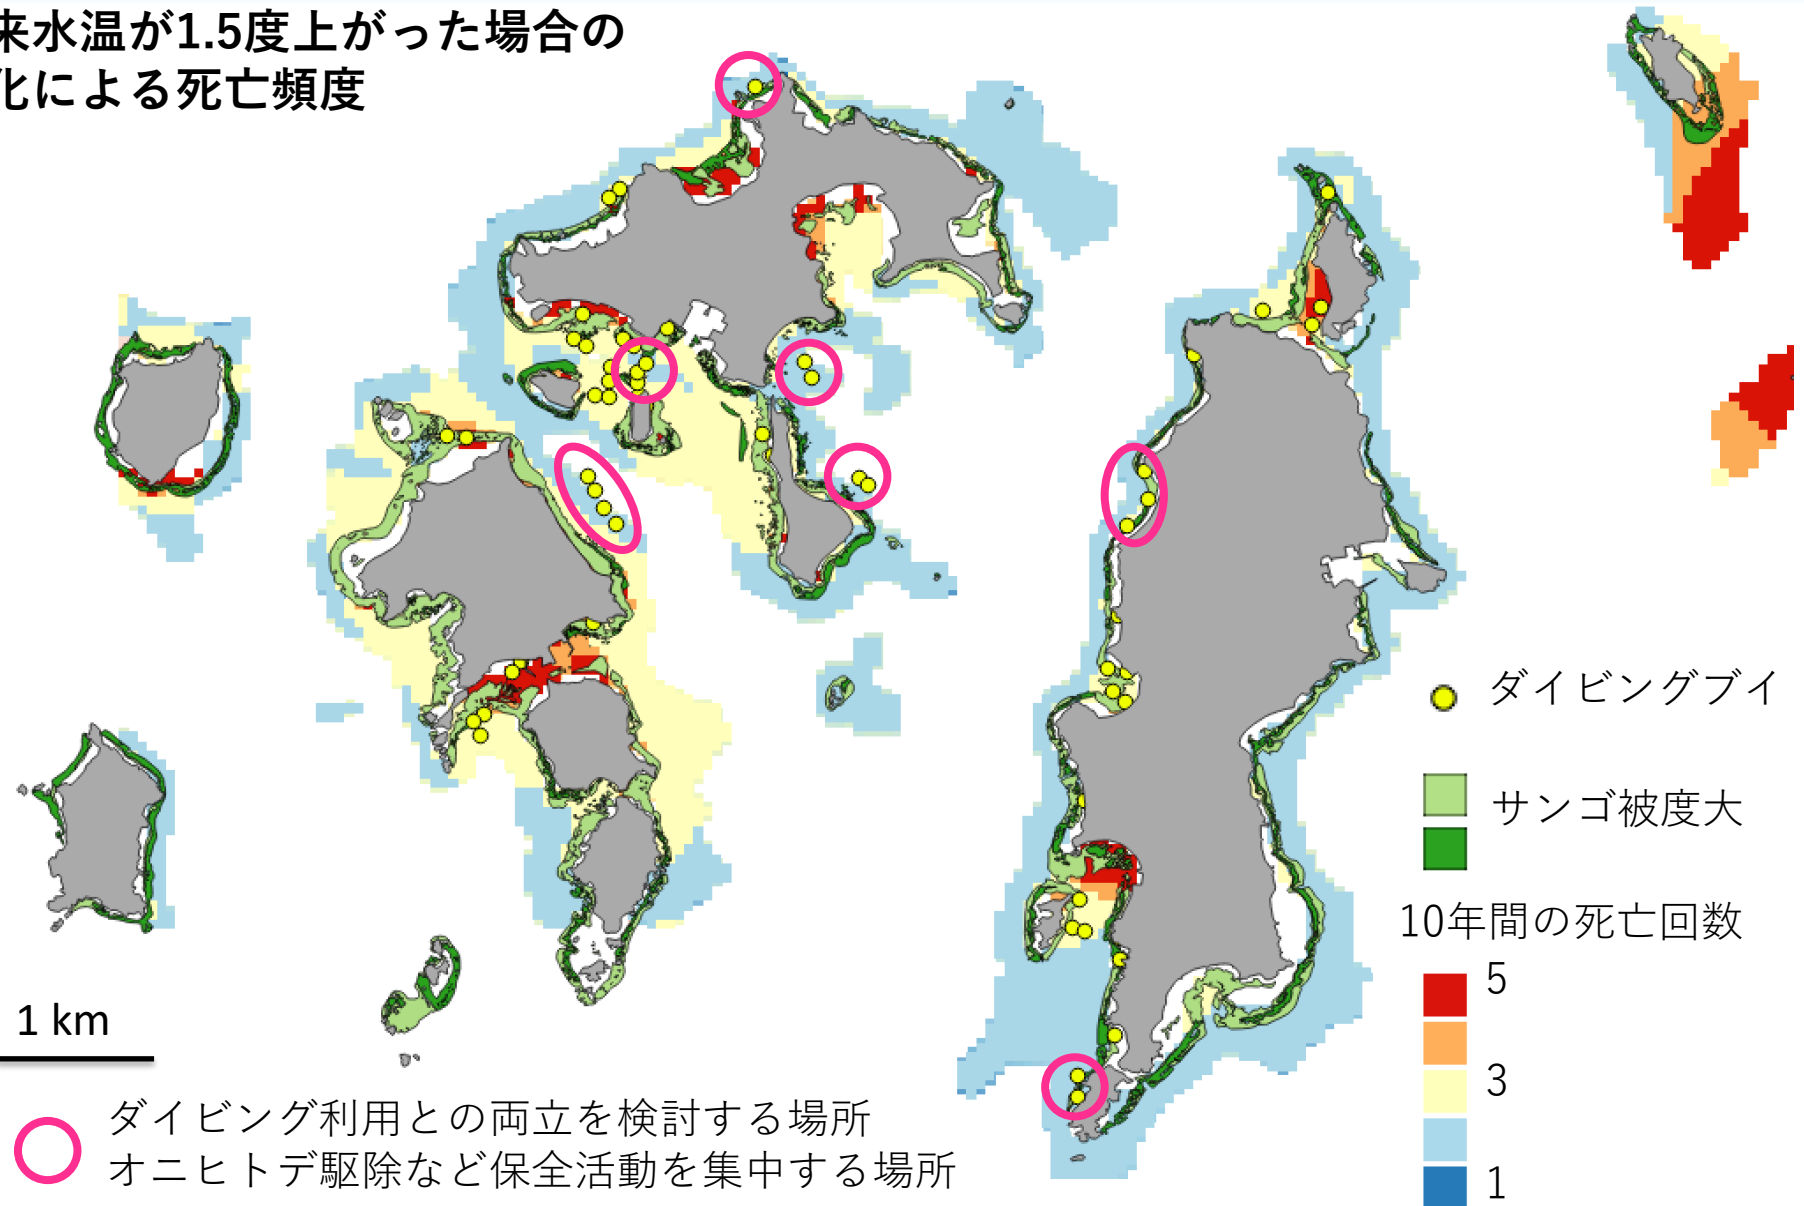 来水温が1.5度上がった場合の
化による死亡頻度
ダイビングブイ
サンゴ被度大
10年間の死亡回数
5
3
1
1 km
ダイビング利用との両立を検討する場所
オニヒトデ駆除など保全活動を集中する場所